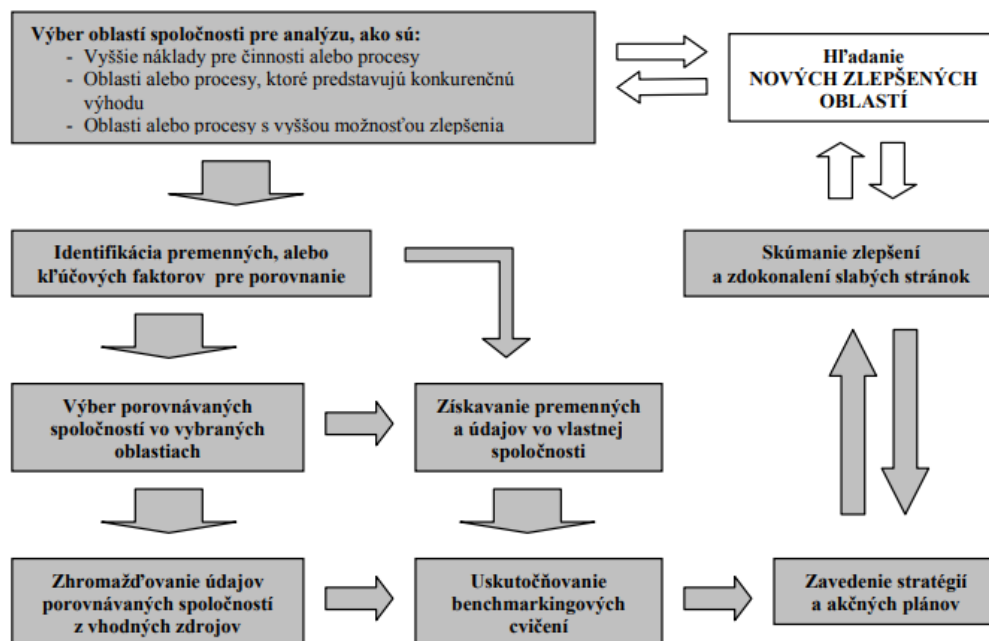 Výber oblastí spoločnosti pre analýzu, ako sú:
- Vyššie náklady pre činnosti alebo procesy
- Oblasti alebo procesy, ktoré predstavujú konkurenčnú
výhodu
- Oblasti alebo procesy s vyššou možnosťou zlepšenia
Hľadanie
NOVÝCH ZLEPŠENÝCH
OBLASTÍ
Identifikácia premenných, alebo
kľúčových faktorov pre porovnanie
Skúmanie zlepšení
a zdokonalení slabých stránok
Výber porovnávaných
spoločností vo vybraných
oblastiach
Získavanie premenných
a údajov vo vlastnej
spoločnosti
Zhromažďovanie údajov
porovnávaných spoločností
z vhodných zdrojov
Uskutočňovanie
benchmarkingových
cvičení
Zavedenie stratégií
a akčných plánov